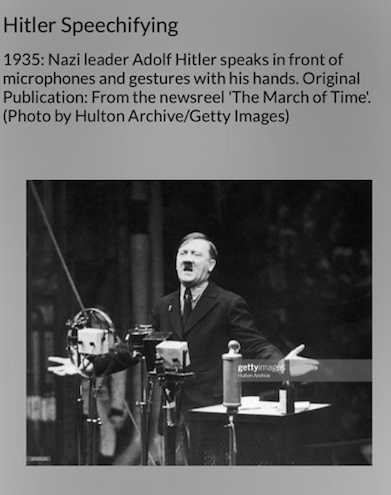 Hitler Speechifying
1935: Nazi leader Adolf Hitler speaks in front of
microphones and gestures with his hands. Original
Publication: From the newsreel 'The March of Time'.
(Photo by Hulton Archive/Getty Images)
gettyimages
Hulton Archive